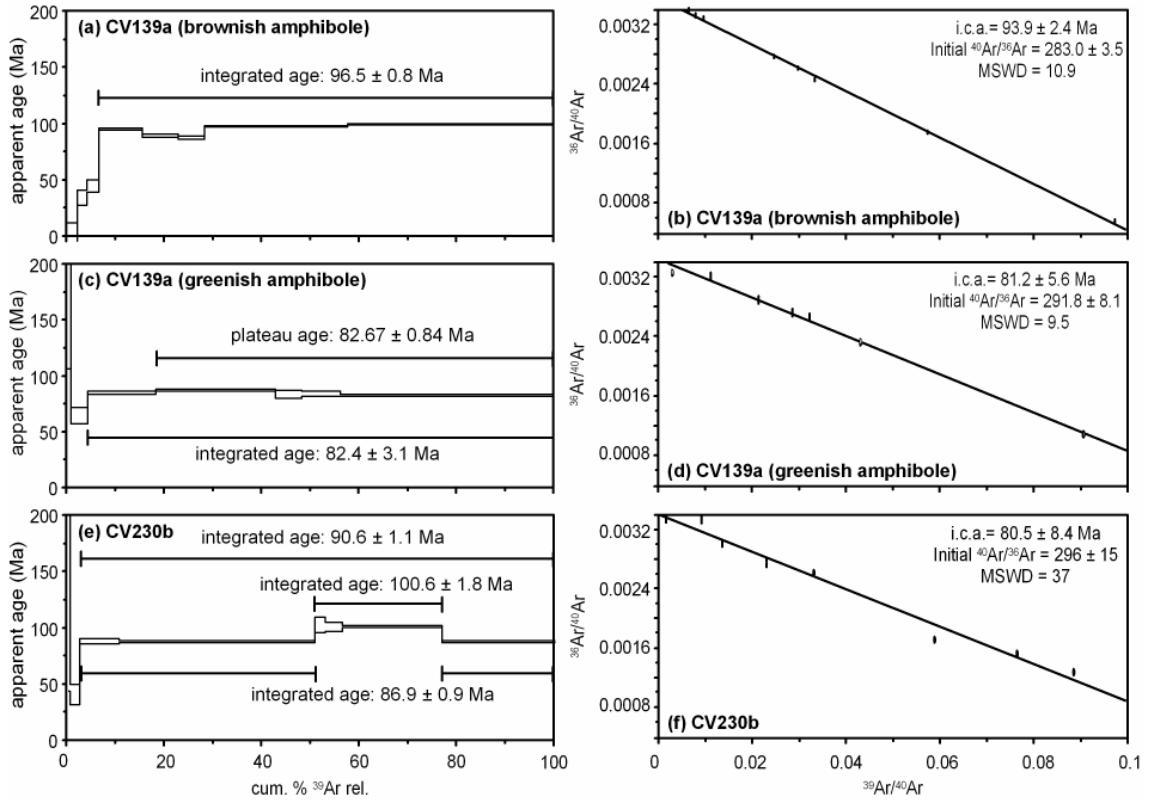 (a) CV139a (brownish amphibole)
integrated age: 96.5 ± 0.8 Ma
apparent age (Ma)
200
150
100
50
0
(b) CV139a (brownish amphibole)
i.c.a.= 93.9 ± 2.4 Ma
Initial ⁴⁰Ar/³⁶Ar = 283.0 ± 3.5
MSWD = 10.9
³⁶Ar/⁴⁰Ar
0.0032
0.0024
0.0016
0.0008
(c) CV139a (greenish amphibole)
plateau age: 82.67 ± 0.84 Ma
integrated age: 82.4 ± 3.1 Ma
apparent age (Ma)
200
150
100
50
0
(d) CV139a (greenish amphibole)
i.c.a.= 81.2 ± 5.6 Ma
Initial ⁴⁰Ar/³⁶Ar = 291.8 ± 8.1
MSWD = 9.5
³⁶Ar/⁴⁰Ar
0.0032
0.0024
0.0016
0.0008
(e) CV230b
integrated age: 90.6 ± 1.1 Ma
integrated age: 100.6 ± 1.8 Ma
integrated age: 86.9 ± 0.9 Ma
apparent age (Ma)
200
150
100
50
0
0 20 40 60 80 100
cum. % ³⁹Ar rel.
i.c.a.= 80.5 ± 8.4 Ma
Initial ⁴⁰Ar/³⁶Ar = 296 ± 15
MSWD = 37
(f) CV230b
³⁶Ar/⁴⁰Ar
0.0032
0.0024
0.0016
0.0008
0 0.02 0.04 0.06 0.08 0.1
³⁹Ar/⁴⁰Ar